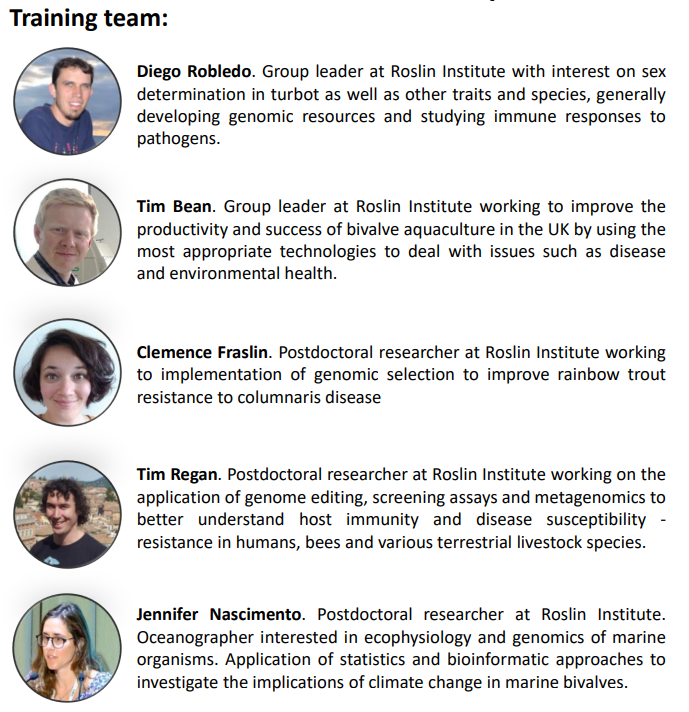 Training team:
Diego Robledo. Group leader at Roslin Institute with interest on sex
determination in turbot as well as other traits and species, generally
developing genomic resources and studying immune responses to
pathogens.
Tim Bean. Group leader at Roslin Institute working to improve the
productivity and success of bivalve aquaculture in the UK by using the
most appropriate technologies to deal with issues such as disease
and environmental health.
Clemence Fraslin. Postdoctoral researcher at Roslin Institute working
to implementation of genomic selection to improve rainbow trout
resistance to columnaris disease
Tim Regan. Postdoctoral researcher at Roslin Institute working on the
application of genome editing, screening assays and metagenomics to
better understand host immunity and disease susceptibility -
resistance in humans, bees and various terrestrial livestock species.
Jennifer Nascimento. Postdoctoral researcher at Roslin Institute.
Oceanographer interested in ecophysiology and genomics of marine
organisms. Application of statistics and bioinformatic approaches to
investigate the implications of climate change in marine bivalves.